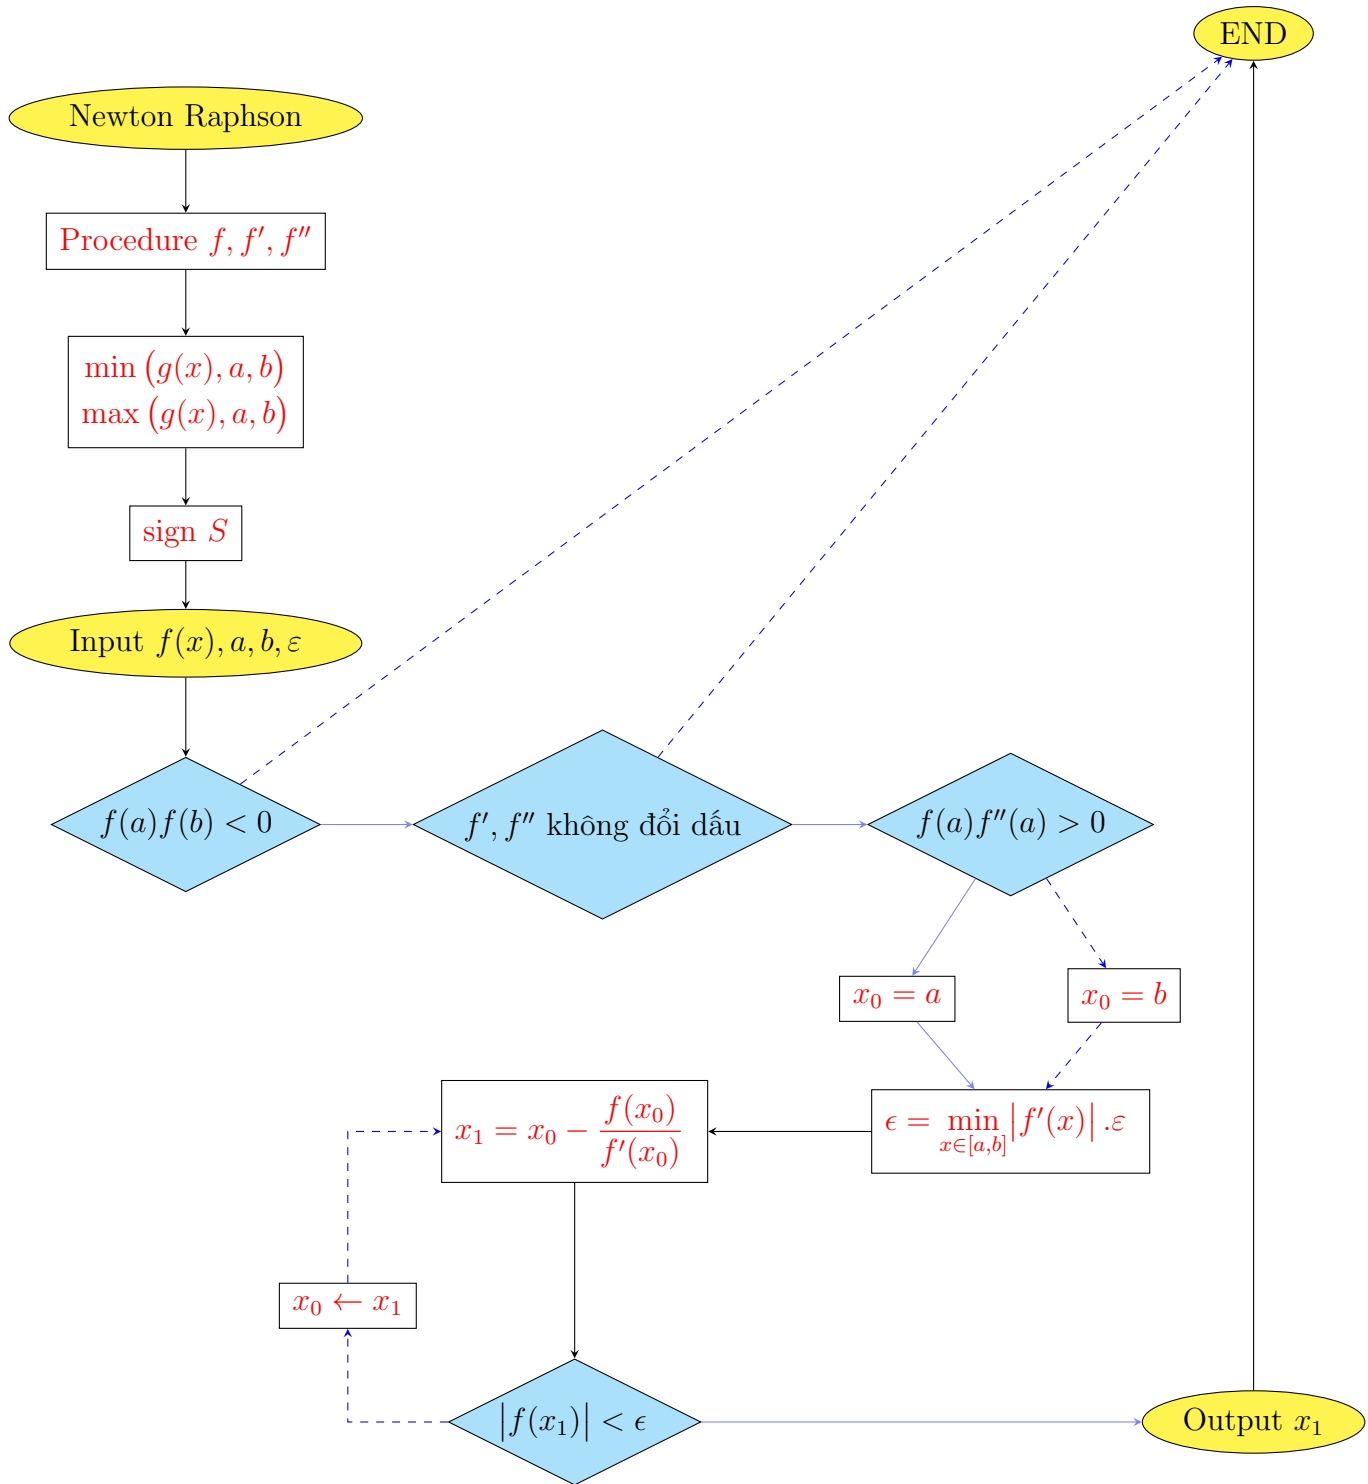 END
Newton Raphson
Procedure f, f′, f″
min (g(x), a, b)
max (g(x), a, b)
sign S
Input f(x), a, b, ε
f(a)f(b) < 0
f′, f″ không đổi dấu
f(a)f″(a) > 0
x₀ = a
x₀ = b
x₁ = x₀ − f(x₀)/f′(x₀)
ϵ = min x∈[a,b] |f′(x)| .ε
x₀ ← x₁
|f(x₁)| < ϵ
Output x₁